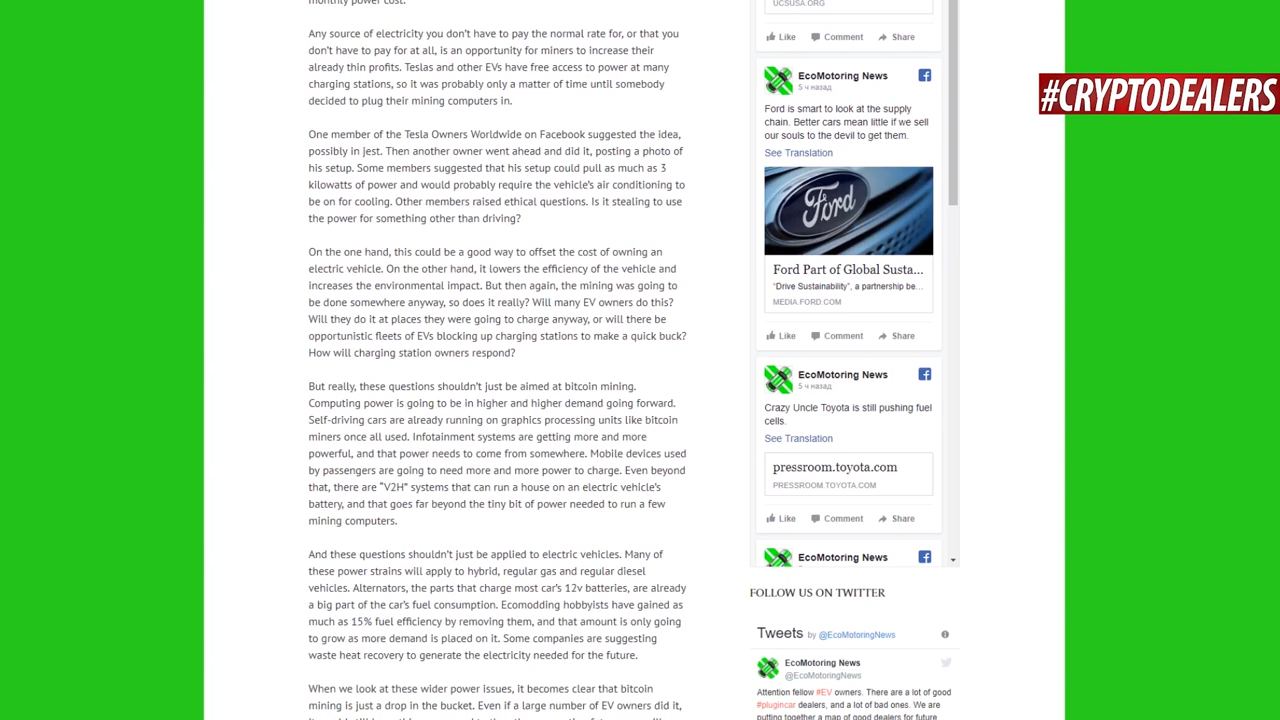 monthly power cost.
Any source of electricity you don't have to pay the normal rate for, or that you
don't have to pay for at all, is an opportunity for miners to increase their
already thin profits. Teslas and other EVs have free access to power at many
charging stations, so it was probably only a matter of time until somebody
decided to plug their mining computers in.
One member of the Tesla Owners Worldwide on Facebook suggested the idea,
possibly in jest. Then another owner went ahead and did it, posting a photo of
his setup. Some members suggested that his setup could pull as much as 3
kilowatts of power and would probably require the vehicle's air conditioning to
be on for cooling. Other members raised ethical questions. Is it stealing to use
the power for something other than driving?
On the one hand, this could be a good way to offset the cost of owning an
electric vehicle. On the other hand, it lowers the efficiency of the vehicle and
increases the environmental impact. But then again, the mining was going to
be done somewhere anyway, so does it really? Will many EV owners do this?
Will they do it at places they were going to charge anyway, or will there be
opportunistic fleets of EVs blocking up charging stations to make a quick buck?
How will charging station owners respond?
But really, these questions shouldn't just be aimed at bitcoin mining.
Computing power is going to be in higher and higher demand going forward.
Self-driving cars are already running on graphics processing units like bitcoin
miners once all used. Infotainment systems are getting more and more
powerful, and that power needs to come from somewhere. Mobile devices used
by passengers are going to need more and more power to charge. Even beyond
that, there are "V2H" systems that can run a house on an electric vehicle's
battery, and that goes far beyond the tiny bit of power needed to run a few
mining computers.
And these questions shouldn't just be applied to electric vehicles. Many of
these power strains will apply to hybrid, regular gas and regular diesel
vehicles. Alternators, the parts that charge most car's 12v batteries, are already
a big part of the car's fuel consumption. Ecomodding hobbyists have gained as
much as 15% fuel efficiency by removing them, and that amount is only going
to grow as more demand is placed on it. Some companies are suggesting
waste heat recovery to generate the electricity needed for the future.
When we look at these wider power issues, it becomes clear that bitcoin
mining is just a drop in the bucket. Even if a large number of EV owners did it,
UCSUSA.ORG
Like Comment Share
EcoMotoring News
5 ч назад
Ford is smart to look at the supply
chain. Better cars mean little if we sell
our souls to the devil to get them.
See Translation
Ford
Ford Part of Global Susta...
"Drive Sustainability", a partnership be...
MEDIA.FORD.COM
Like Comment Share
EcoMotoring News
5 ч назад
Crazy Uncle Toyota is still pushing fuel
cells.
See Translation
pressroom.toyota.com
PRESSROOM.TOYOTA.COM
Like Comment Share
EcoMotoring News
FOLLOW US ON TWITTER
Tweets by @EcoMotoringNews
EcoMotoring News
@EcoMotoringNews
Attention fellow #EV owners. There are a lot of good
#plugincar dealers, and a lot of bad ones. We are
putting together a map of good dealers for future
#CRYPTODEALERS